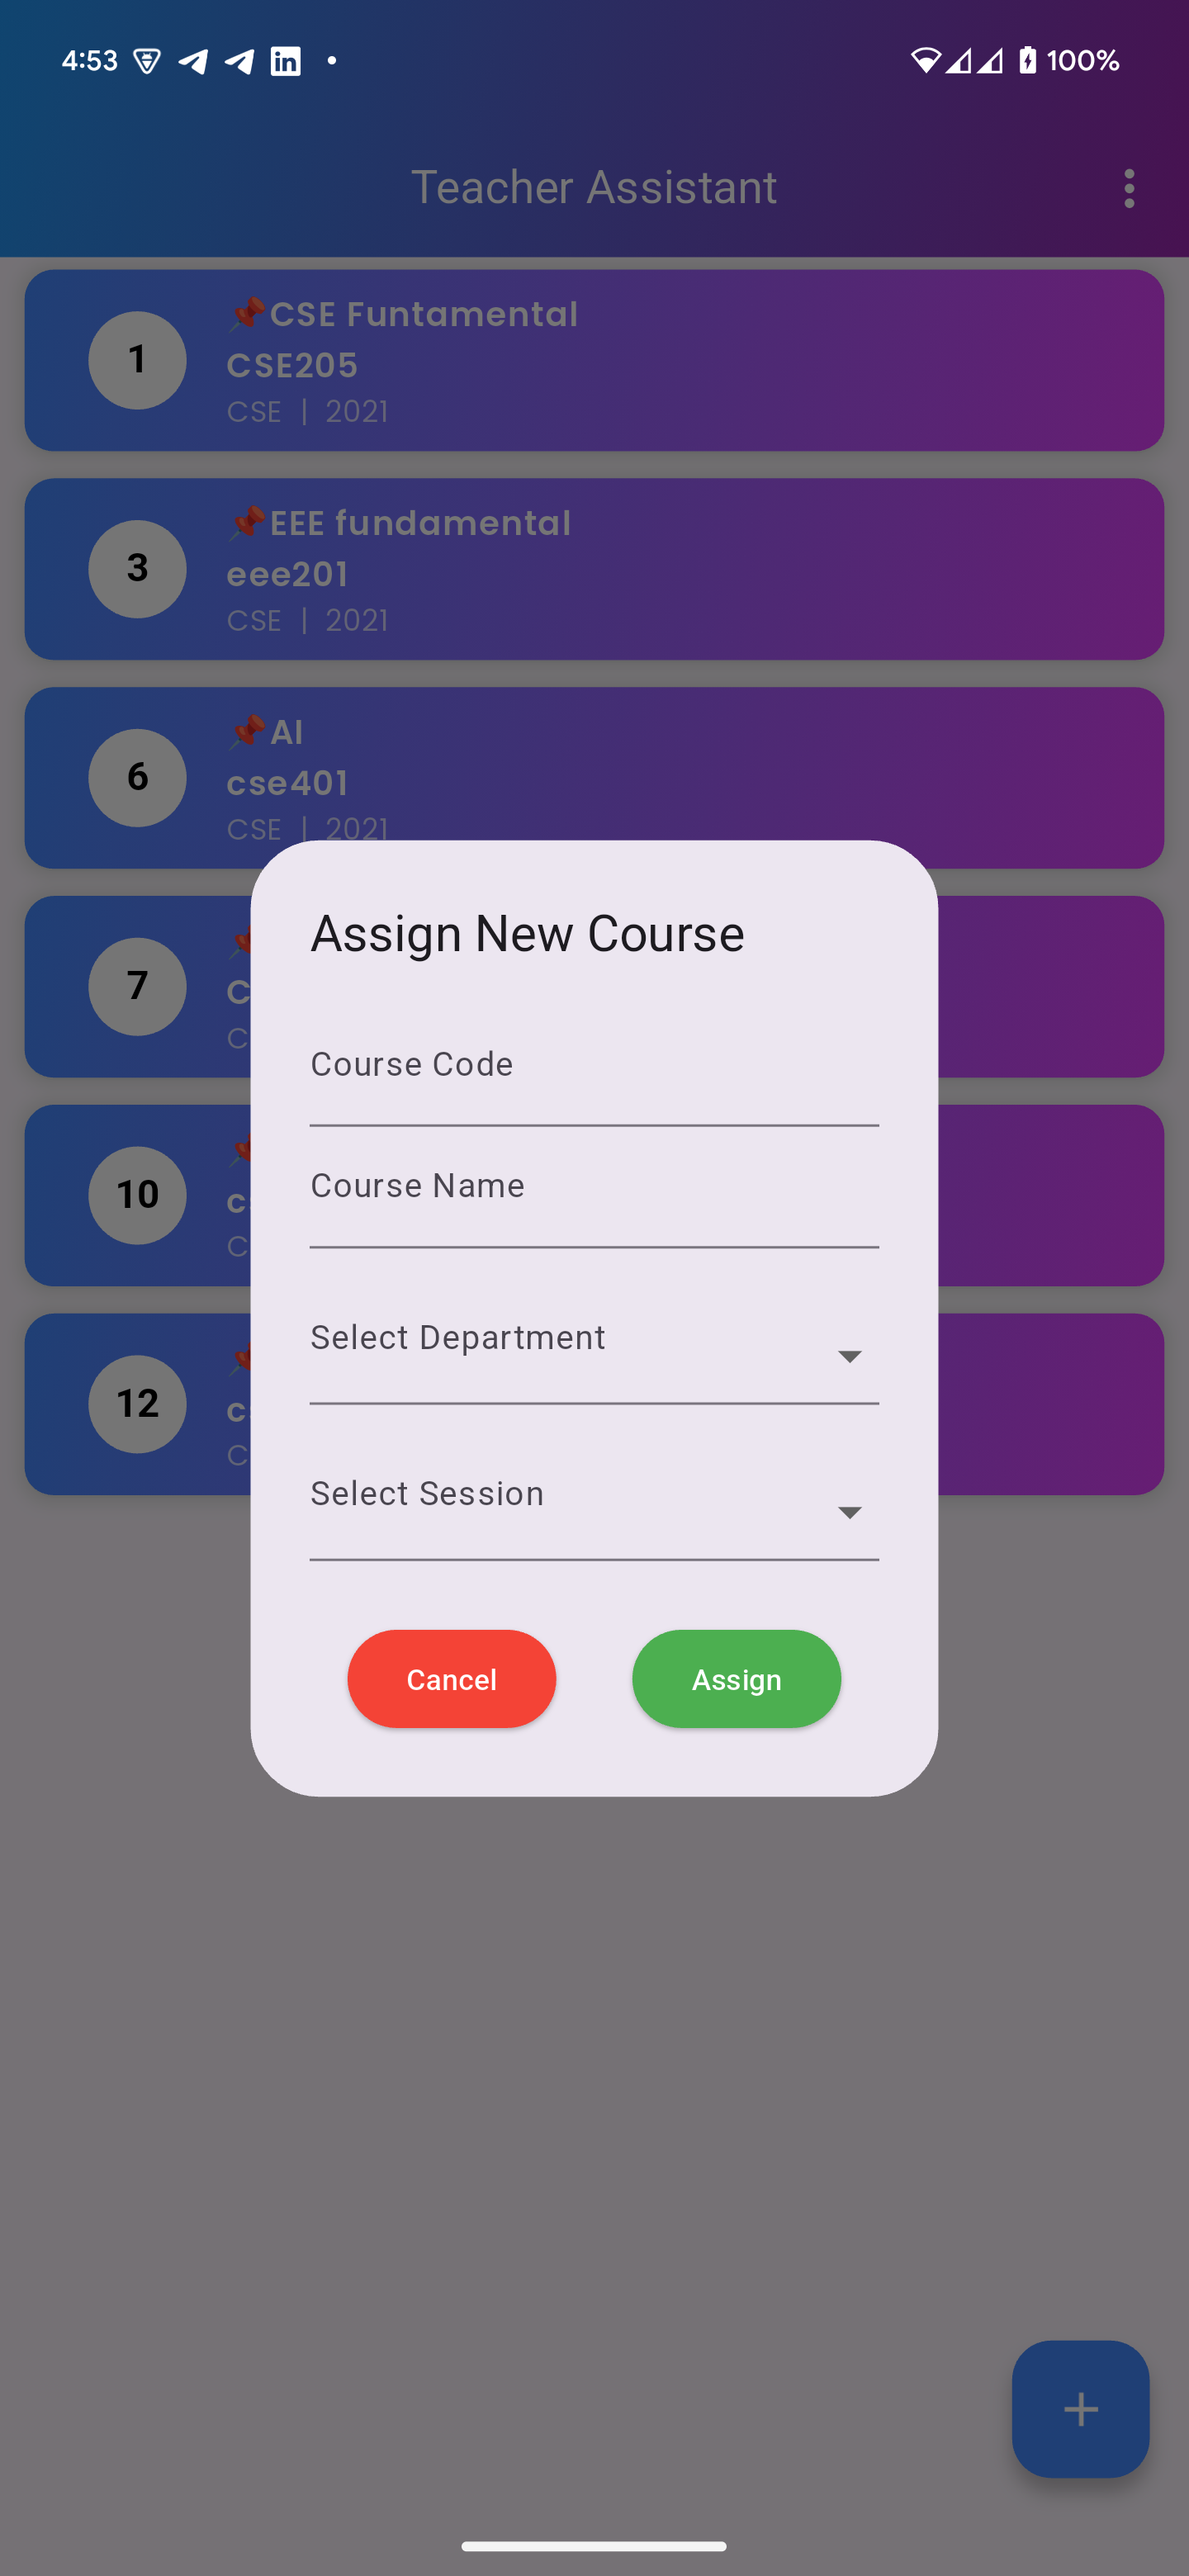 4:53 in 100%
Teacher Assistant
1
📌CSE Funtamental
CSE205
CSE | 2021
3
📌EEE fundamental
eee201
CSE | 2021
6
📌AI
cse401
CSE | 2021
7
10
12
Assign New Course
Course Code
Course Name
Select Department
Select Session
Cancel Assign